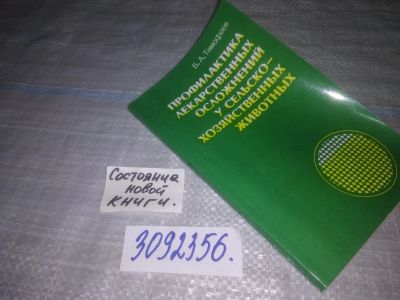 Б. А. Тимофеев
ПРОФИЛАКТИКА
ЛЕКАРСТВЕННЫХ
ОСЛОЖНЕНИЙ
У СЕЛЬСКО-
ХОЗЯЙСТВЕННЫХ
ЖИВОТНЫХ
Состояние
новой
книги.
3092356.